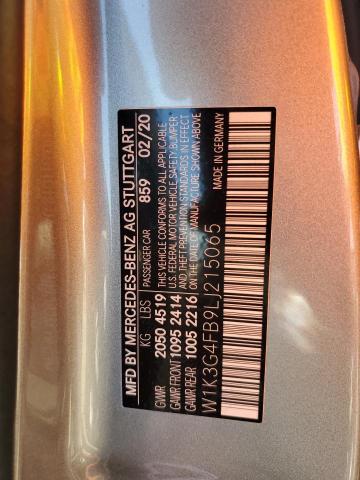 MFD BY MERCEDES-BENZ AG STUTTGART
PASSENGER CAR 859 02/20
KG LBS
GVWR 2050 4519
GAWR FRONT 1095 2414
GAWR REAR 1005 2216
THIS VEHICLE CONFORMS TO ALL APPLICABLE
U.S. FEDERAL MOTOR VEHICLE SAFETY, BUMPER,
AND THEFT PREVENTION STANDARDS IN EFFECT
ON THE DATE OF MANUFACTURE SHOWN ABOVE
W1K3G4FB9LJ215065
MADE IN GERMANY